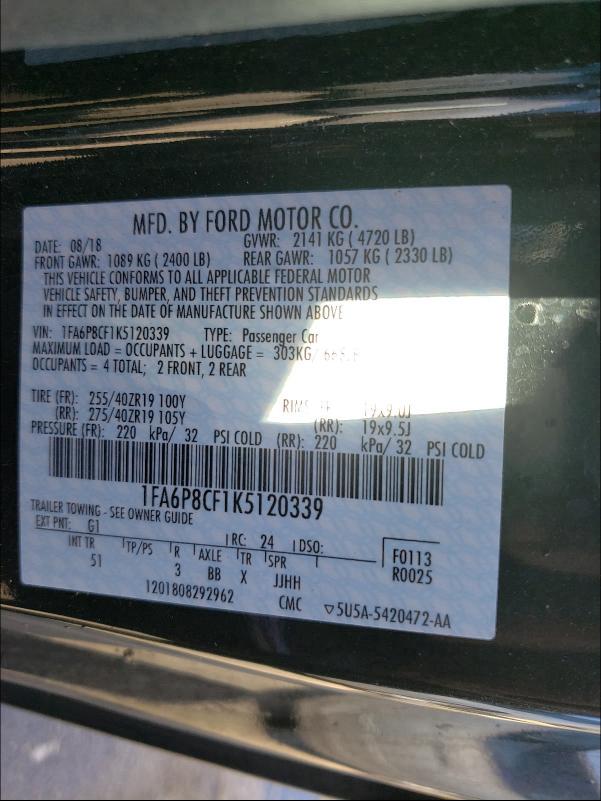 MFD. BY FORD MOTOR CO.
DATE: 08/18 GVWR: 2141 KG ( 4720 LB)
FRONT GAWR: 1089 KG ( 2400 LB) REAR GAWR: 1057 KG ( 2330 LB)
THIS VEHICLE CONFORMS TO ALL APPLICABLE FEDERAL MOTOR
VEHICLE SAFETY, BUMPER, AND THEFT PREVENTION STANDARDS
IN EFFECT ON THE DATE OF MANUFACTURE SHOWN ABOVE
VIN: 1FA6P8CF1K5120339 TYPE: Passenger Car
MAXIMUM LOAD = OCCUPANTS + LUGGAGE = 303KG/
OCCUPANTS = 4 TOTAL; 2 FRONT, 2 REAR
TIRE (FR): 255/40ZR19 100Y 19x9.0J
(RR): 275/40ZR19 105Y (RR): 19x9.5J
PRESSURE (FR): 220 kPa/ 32 PSI COLD (RR): 220 kPa/ 32 PSI COLD
1FA6P8CF1K5120339
TRAILER TOWING - SEE OWNER GUIDE
EXT PNT: G1 RC: 24 DSO: F0113
INT TR TP/PS R AXLE TR SPR R0025
51 3 BB X JJHH
1201808292962 CMC ▽5U5A-5420472-AA